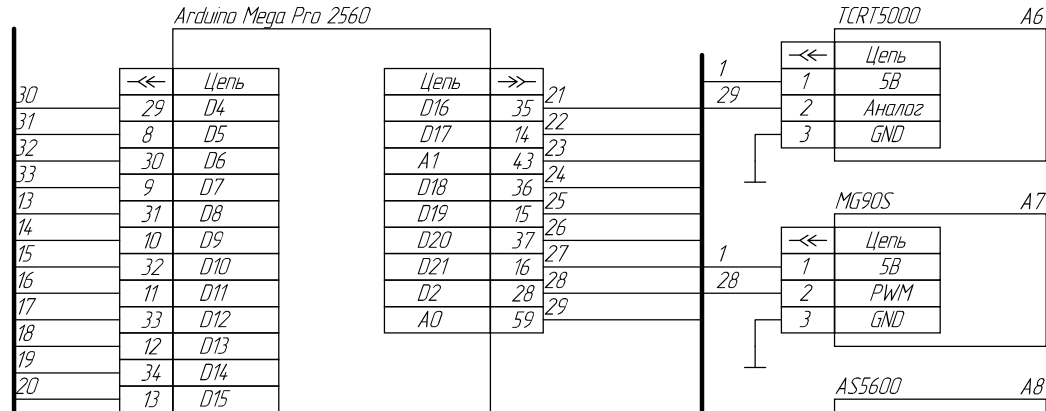 Arduino Mega Pro 2560
Цепь
30 29 D4
31 8 D5
32 30 D6
33 9 D7
13 31 D8
14 10 D9
15 32 D10
16 11 D11
17 33 D12
18 12 D13
19 34 D14
20 13 D15
Цепь
D16 35 21
D17 14 22
A1 43 23
D18 36 24
D19 15 25
D20 37 26
D21 16 27
D2 28 28
A0 59 29
TCRT5000 A6
Цепь
1 1 5В
29 2 Аналог
3 GND
MG90S A7
Цепь
1 1 5В
28 2 PWM
3 GND
AS5600 A8